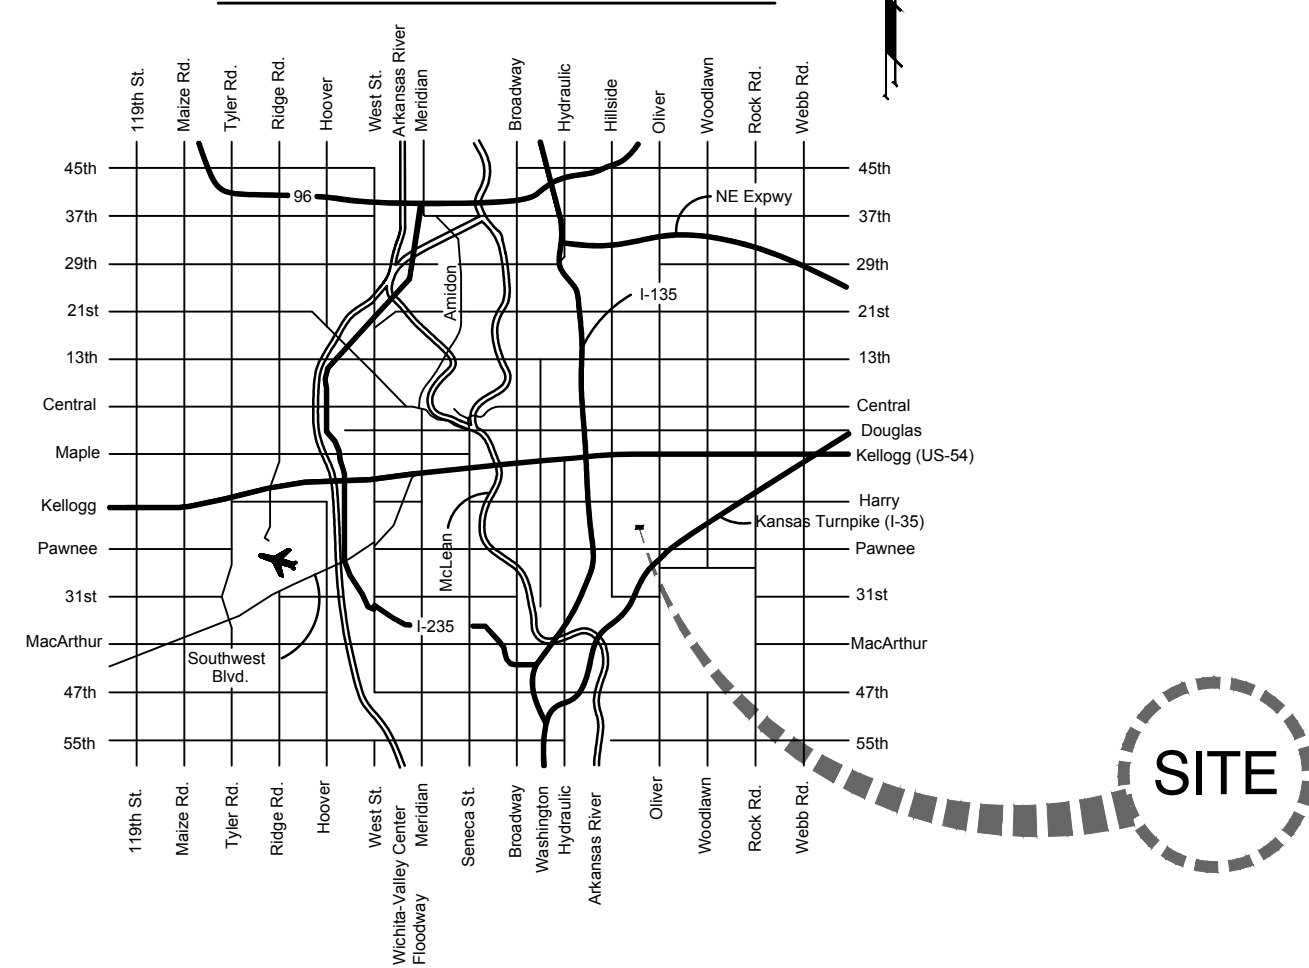 119th St.
Maize Rd.
Tyler Rd.
Ridge Rd.
Hoover
West St.
Arkansas River
Meridian
Broadway
Hydraulic
Hillside
Oliver
Woodlawn
Rock Rd.
Webb Rd.
45th
45th
96
NE Expwy
37th
37th
29th
29th
Amidon
I-135
21st
21st
13th
13th
Central
Central
Douglas
Maple
Kellogg (US-54)
Kellogg
Harry
Kansas Turnpike (I-35)
Pawnee
Pawnee
McLean
31st
31st
I-235
MacArthur
MacArthur
Southwest
Blvd.
47th
47th
55th
55th
SITE
119th St.
Maize Rd.
Tyler Rd.
Ridge Rd.
Hoover
West St.
Wichita-Valley Center
Floodway
Meridian
Seneca St.
Broadway
Washington
Hydraulic
Arkansas River
Oliver
Woodlawn
Rock Rd.
Webb Rd.